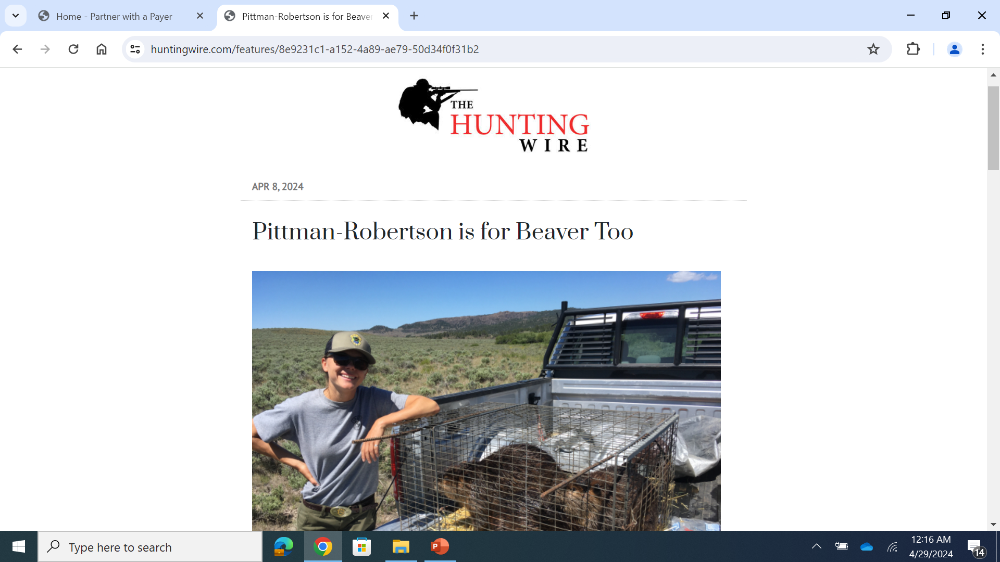 Home - Partner with a Payer
Pittman-Robertson is for Beaver
huntingwire.com/features/8e9231c1-a152-4a89-ae79-50d34f0f31b2
THE
HUNTING
WIRE
APR 8, 2024
Pittman-Robertson is for Beaver Too
Type here to search
P
12:16 AM
4/29/2024
14